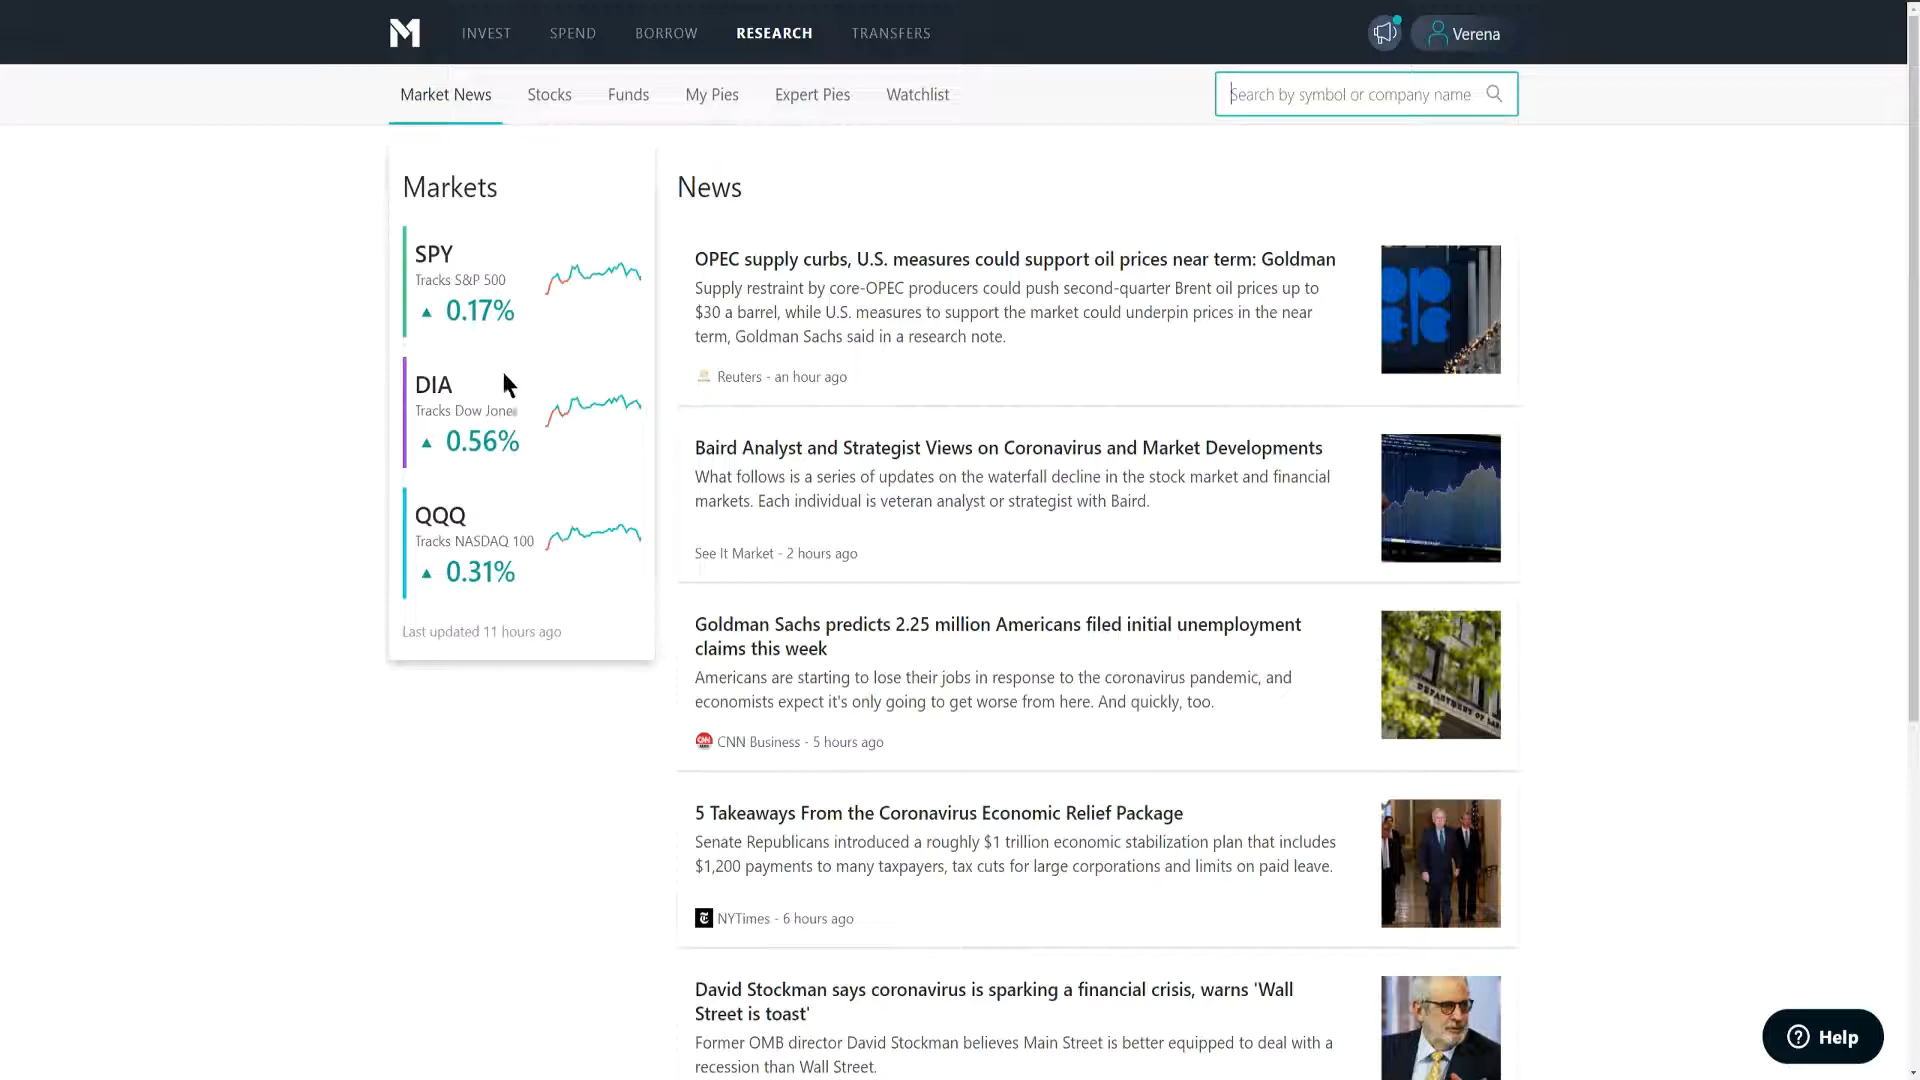 M
INVEST
SPEND
BORROW
RESEARCH
TRANSFERS
Verena
Market News
Stocks
Funds
My Pies
Expert Pies
Watchlist
Search by symbol or company name
Markets
SPY
Tracks S&P 500
▲ 0.17%
DIA
Tracks Dow Jones
▲ 0.56%
QQQ
Tracks NASDAQ 100
▲ 0.31%
Last updated 11 hours ago
News
OPEC supply curbs, U.S. measures could support oil prices near term: Goldman
Supply restraint by core-OPEC producers could push second-quarter Brent oil prices up to
$30 a barrel, while U.S. measures to support the market could underpin prices in the near
term, Goldman Sachs said in a research note.
Reuters - an hour ago
Baird Analyst and Strategist Views on Coronavirus and Market Developments
What follows is a series of updates on the waterfall decline in the stock market and financial
markets. Each individual is veteran analyst or strategist with Baird.
See It Market - 2 hours ago
Goldman Sachs predicts 2.25 million Americans filed initial unemployment
claims this week
Americans are starting to lose their jobs in response to the coronavirus pandemic, and
economists expect it's only going to get worse from here. And quickly, too.
CNN Business - 5 hours ago
5 Takeaways From the Coronavirus Economic Relief Package
Senate Republicans introduced a roughly $1 trillion economic stabilization plan that includes
$1,200 payments to many taxpayers, tax cuts for large corporations and limits on paid leave.
NYTimes - 6 hours ago
David Stockman says coronavirus is sparking a financial crisis, warns 'Wall
Street is toast'
Former OMB director David Stockman believes Main Street is better equipped to deal with a
recession than Wall Street.
DEPARTMENT OF LA
? Help